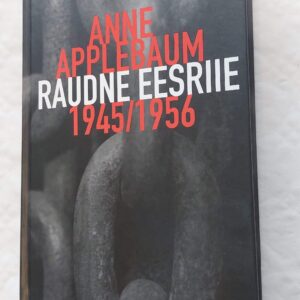 ANNE
APPLEBAUM
RAUDNE EESRIIE
1945/1956